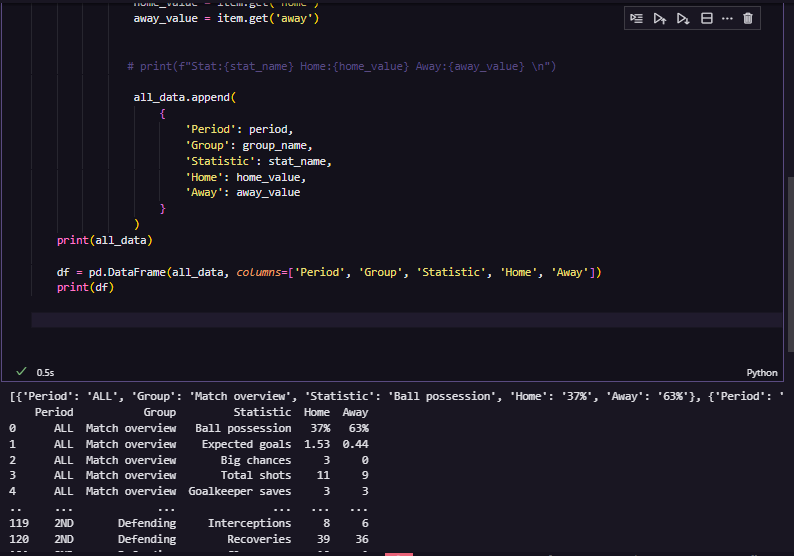 home_value = item.get('home')
away_value = item.get('away')
# print(f"Stat:{stat_name} Home:{home_value} Away:{away_value} \n")
all_data.append(
{
'Period': period,
'Group': group_name,
'Statistic': stat_name,
'Home': home_value,
'Away': away_value
}
)
print(all_data)
df = pd.DataFrame(all_data, columns=['Period', 'Group', 'Statistic', 'Home', 'Away'])
print(df)
0.5s
Python
[{'Period': 'ALL', 'Group': 'Match overview', 'Statistic': 'Ball possession', 'Home': '37%', 'Away': '63%'}, {'Period': '
Period Group Statistic Home Away
0 ALL Match overview Ball possession 37% 63%
1 ALL Match overview Expected goals 1.53 0.44
2 ALL Match overview Big chances 3 0
3 ALL Match overview Total shots 11 9
4 ALL Match overview Goalkeeper saves 3 3
.. ... ... ... ... ...
119 2ND Defending Interceptions 8 6
120 2ND Defending Recoveries 39 36